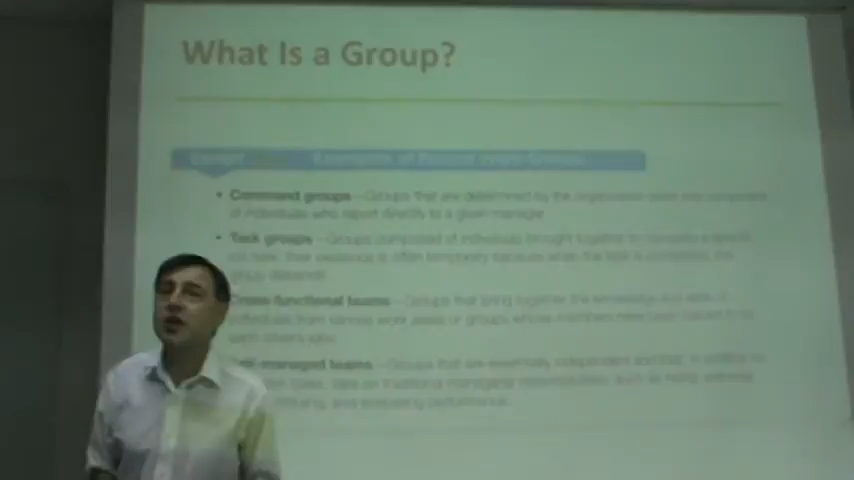 What Is a Group?
Examples of Formal Work Groups
• Command groups – Groups that are determined by the organization chart and composed
of individuals who report directly to a given manager.
• Task groups – Groups composed of individuals brought together to complete a specific
job task; their existence is often temporary because when the task is completed, the
group disbands.
Cross-functional teams – Groups that bring together the knowledge and skills of
individuals from various work areas or groups whose members have been trained to do
each other's jobs.
Self-managed teams – Groups that are essentially independent and that, in addition to
take on traditional managerial responsibilities such as hiring, planning
and evaluating performance.